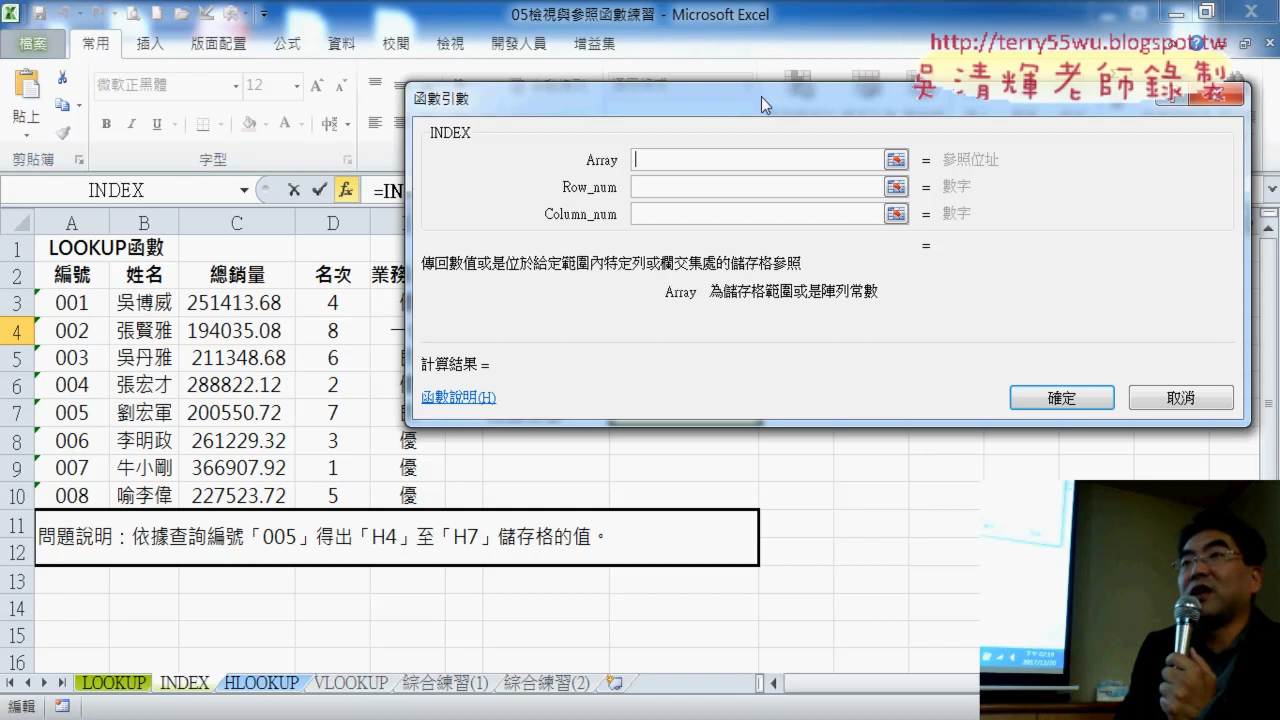 05檢視與參照函數練習 - Microsoft Excel
檔案 常用 插入 版面配置 公式 資料 校閱 檢視 開發人員 增益集
http://terry55wu.blogspot.tw
吳清輝老師錄製
微軟正黑體 12
貼上
B I U A 中
剪貼簿 字型
INDEX fx =IN
函數引數
INDEX
Array = 參照位址
Row_num = 數字
Column_num = 數字
=
傳回數值或是位於給定範圍內特定列或欄交集處的儲存格參照
Array 為儲存格範圍或是陣列常數
計算結果 =
函數說明(H) 確定 取消
A B C D
1 LOOKUP函數
2 編號 姓名 總銷量 名次 業務
3 001 吳博威 251413.68 4
4 002 張賢雅 194035.08 8
5 003 吳丹雅 211348.68 6
6 004 張宏才 288822.12 2
7 005 劉宏軍 200550.72 7
8 006 李明政 261229.32 3 優
9 007 牛小剛 366907.92 1 優
10 008 喻李偉 227523.72 5 優
11 問題說明：依據查詢編號「005」得出「H4」至「H7」儲存格的值。
12
13
14
15
16
LOOKUP INDEX HLOOKUP VLOOKUP 綜合練習(1) 綜合練習(2)
編輯
下午 02:19
2017/12/20